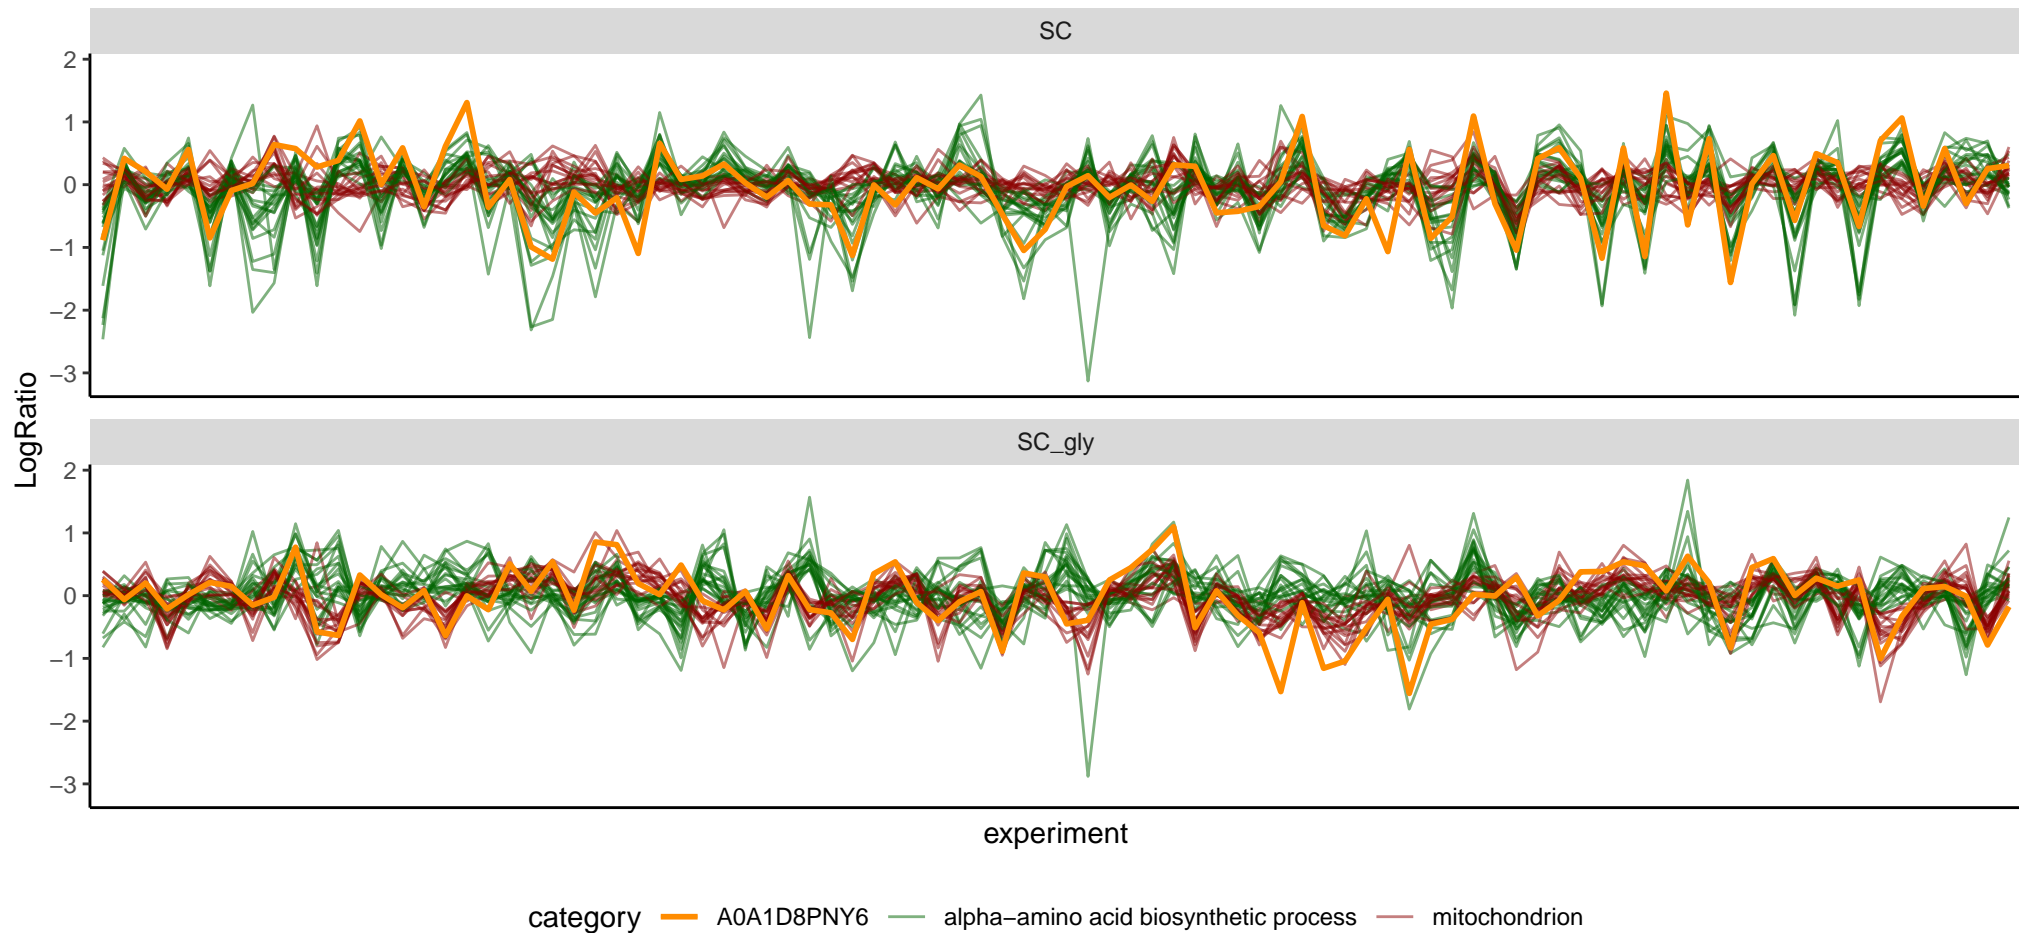 SC
2
1
0
−1
−2
−3
LogRatio
SC_gly
2
1
0
−1
−2
−3
experiment
category A0A1D8PNY6 alpha−amino acid biosynthetic process mitochondrion